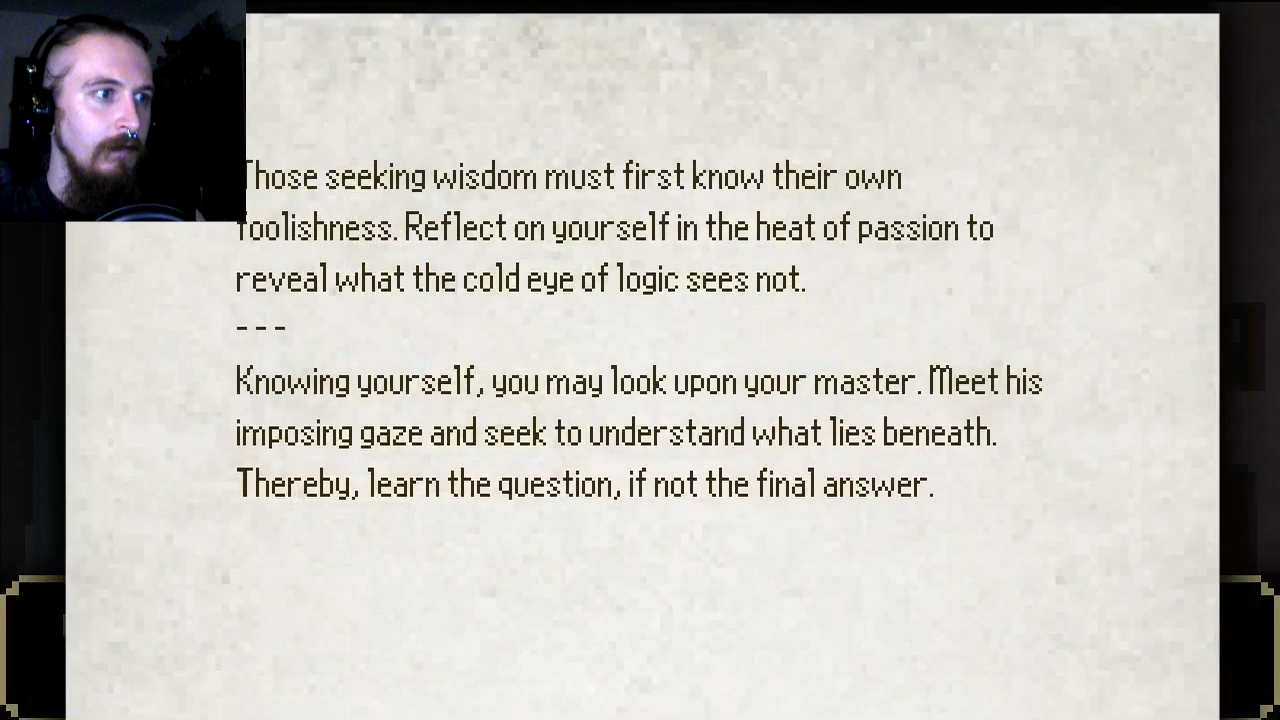 Those seeking wisdom must first know their own
foolishness. Reflect on yourself in the heat of passion to
reveal what the cold eye of logic sees not.
---
Knowing yourself, you may look upon your master. Meet his
imposing gaze and seek to understand what lies beneath.
Thereby, learn the question, if not the final answer.